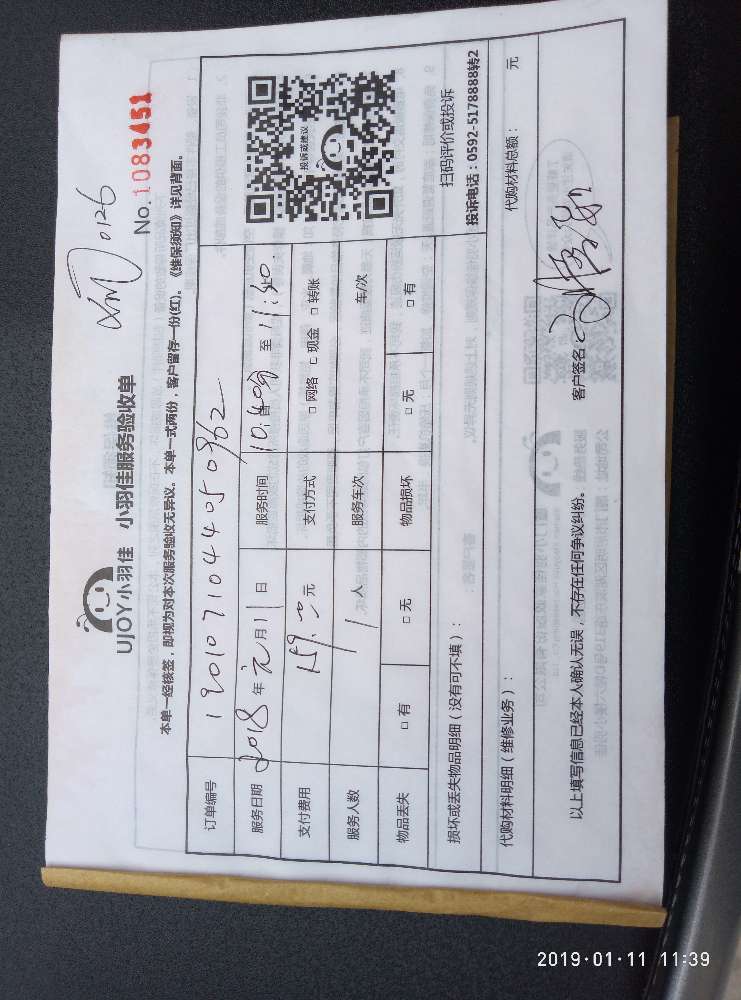 xm 0126
UJOY小羽佳 小羽佳服务验收单
No.1083451
本单一经核签，即视为对本次服务验收无异议。本单一式两份，客户留存一份(红)。《维保须知》详见背面。
订单编号 1901071044050962
服务日期 2018年元月11日 服务时间 10:40 至 11:40
支付费用 159.0元 支付方式 □网络 □现金 □转账
服务人数 1人 服务车次 车/次
物品丢失 □有 □无 物品损坏 □无 □有
投诉或建议
扫码评价或投诉
投诉电话：0592-5178888转2
损坏或丢失物品明细（没有可不填）：
代购材料明细（维修业务）： 代购材料总额： 元
以上填写信息已经本人确认无误，不存在任何争议纠纷。 客户签名
2019·01·11 11:39